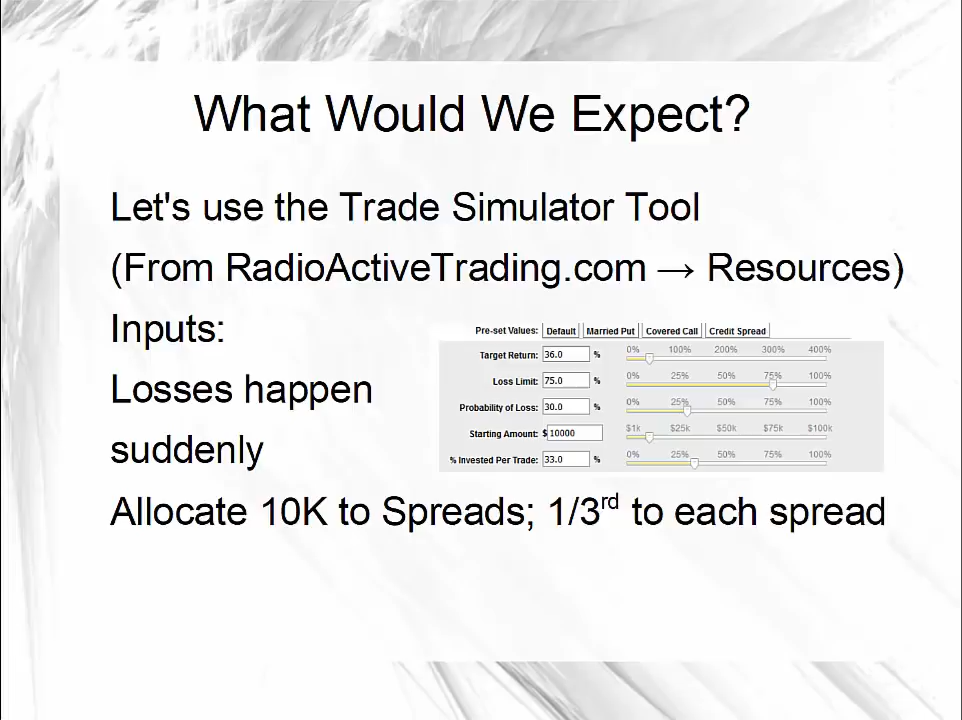 What Would We Expect?
Let's use the Trade Simulator Tool
(From RadioActiveTrading.com → Resources)
Inputs:
Losses happen
suddenly
Pre-set Values: Default Married Put Covered Call Credit Spread
Target Return: 36.0 % 0% 100% 200% 300% 400%
Loss Limit: 75.0 % 0% 25% 50% 75% 100%
Probability of Loss: 30.0 % 0% 25% 50% 75% 100%
Starting Amount: $ 10000 $1k $25k $50k $75k $100k
% Invested Per Trade: 33.0 % 0% 25% 50% 75% 100%
Allocate 10K to Spreads; 1/3rd to each spread